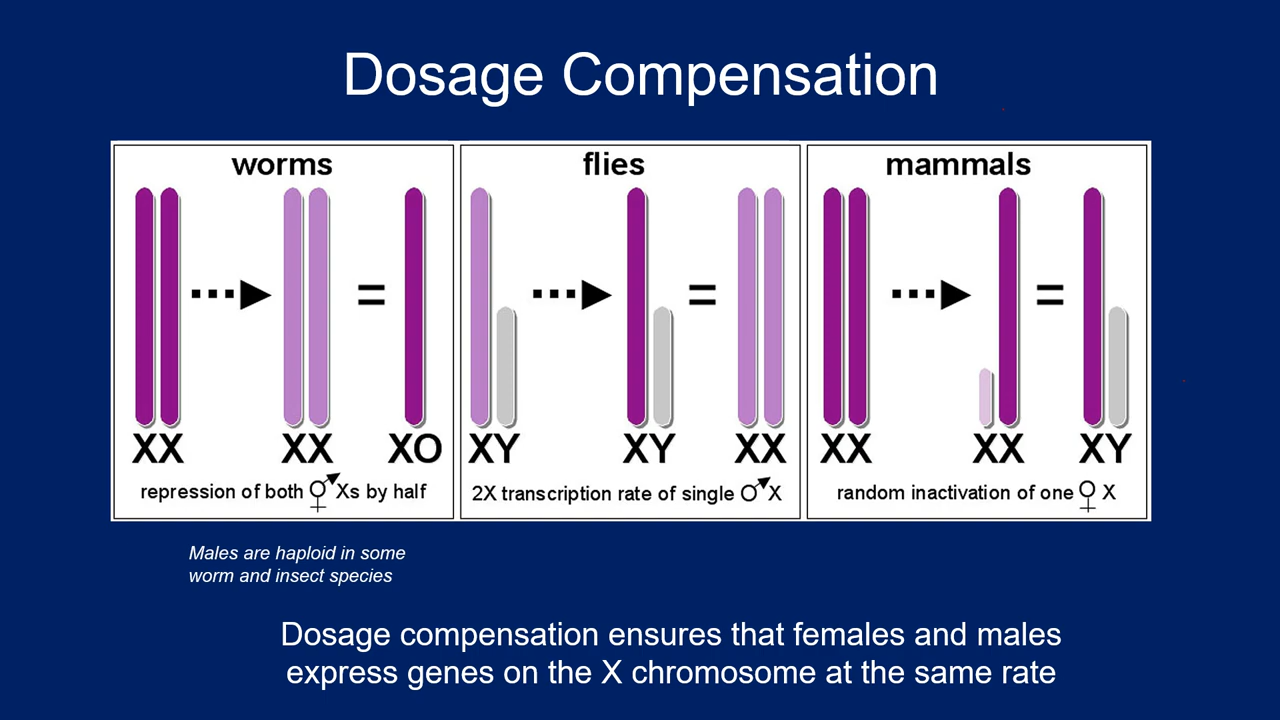 Dosage Compensation
worms
XX XX = XO
repression of both ⚥ Xs by half
flies
XY = XY = XX
2X transcription rate of single ♂ X
mammals
XX XX = XY
random inactivation of one ♀ X
Males are haploid in some
worm and insect species
Dosage compensation ensures that females and males
express genes on the X chromosome at the same rate